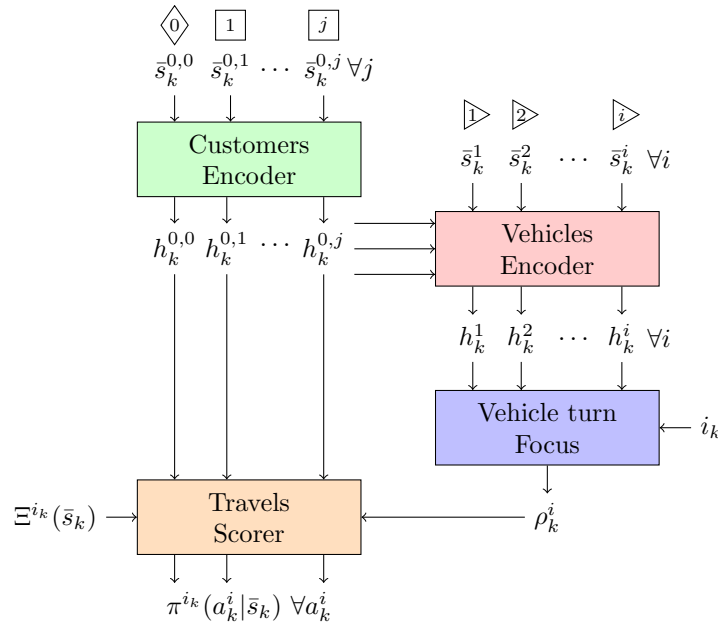 0 1 j
s̄_k^{0,0} s̄_k^{0,1} ⋯ s̄_k^{0,j} ∀j
Customers
Encoder
1 2 i
s̄_k^1 s̄_k^2 ⋯ s̄_k^i ∀i
h_k^{0,0} h_k^{0,1} ⋯ h_k^{0,j}
Vehicles
Encoder
h_k^1 h_k^2 ⋯ h_k^i ∀i
Vehicle turn
Focus
i_k
Travels
Scorer
Ξ^{i_k}(s̄_k)
ρ_k^i
π^{i_k}(a_k^i|s̄_k) ∀a_k^i